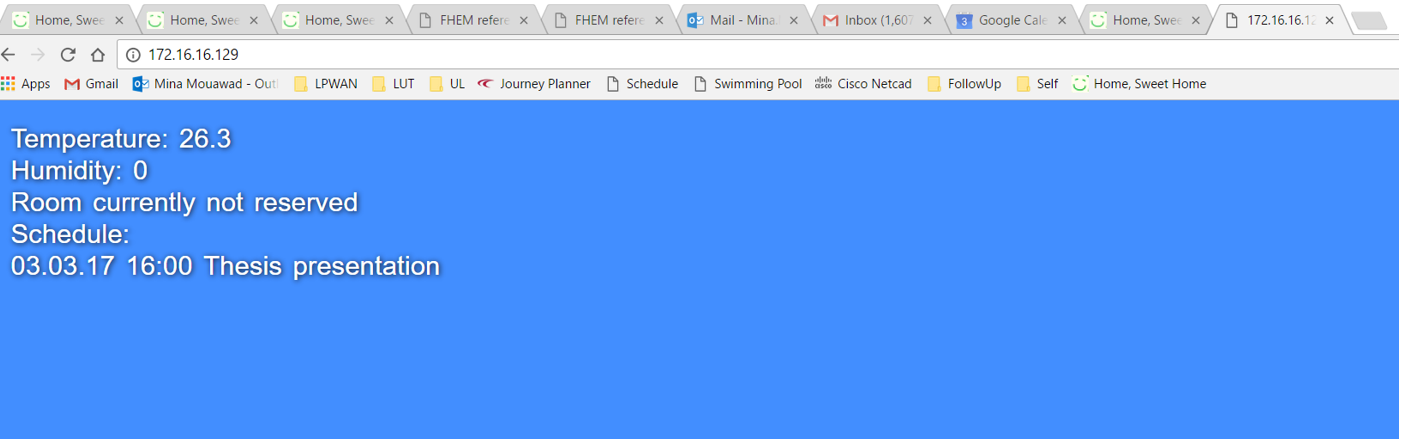 Home, Swee
Home, Swee
Home, Swee
FHEM refere
FHEM refere
Mail - Mina.
Inbox (1,607
Google Cale
Home, Swee
172.16.16.12
172.16.16.129
Apps
Gmail
Mina Mouawad - Outl
LPWAN
LUT
UL
Journey Planner
Schedule
Swimming Pool
Cisco Netcad
FollowUp
Self
Home, Sweet Home
Temperature: 26.3
Humidity: 0
Room currently not reserved
Schedule:
03.03.17 16:00 Thesis presentation